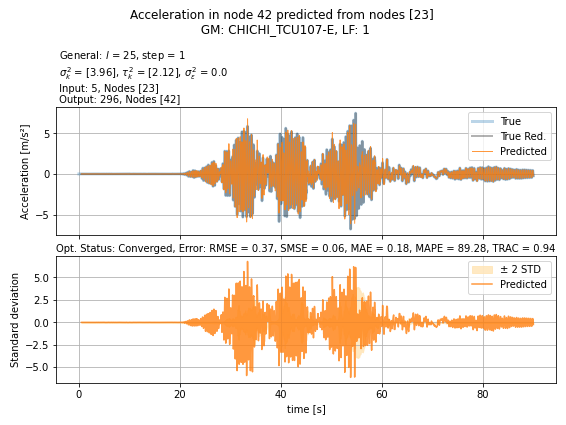 Acceleration in node 42 predicted from nodes [23]
GM: CHICHI_TCU107-E, LF: 1
General: l = 25, step = 1
σ²ₖ = [3.96], τ²ₖ = [2.12], σ²ε = 0.0
Input: 5, Nodes [23]
Output: 296, Nodes [42]
Acceleration [m/s²]
5
0
−5
True
True Red.
Predicted
Opt. Status: Converged, Error: RMSE = 0.37, SMSE = 0.06, MAE = 0.18, MAPE = 89.28, TRAC = 0.94
Standard deviation
5.0
2.5
0.0
−2.5
−5.0
± 2 STD
Predicted
0 20 40 60 80
time [s]